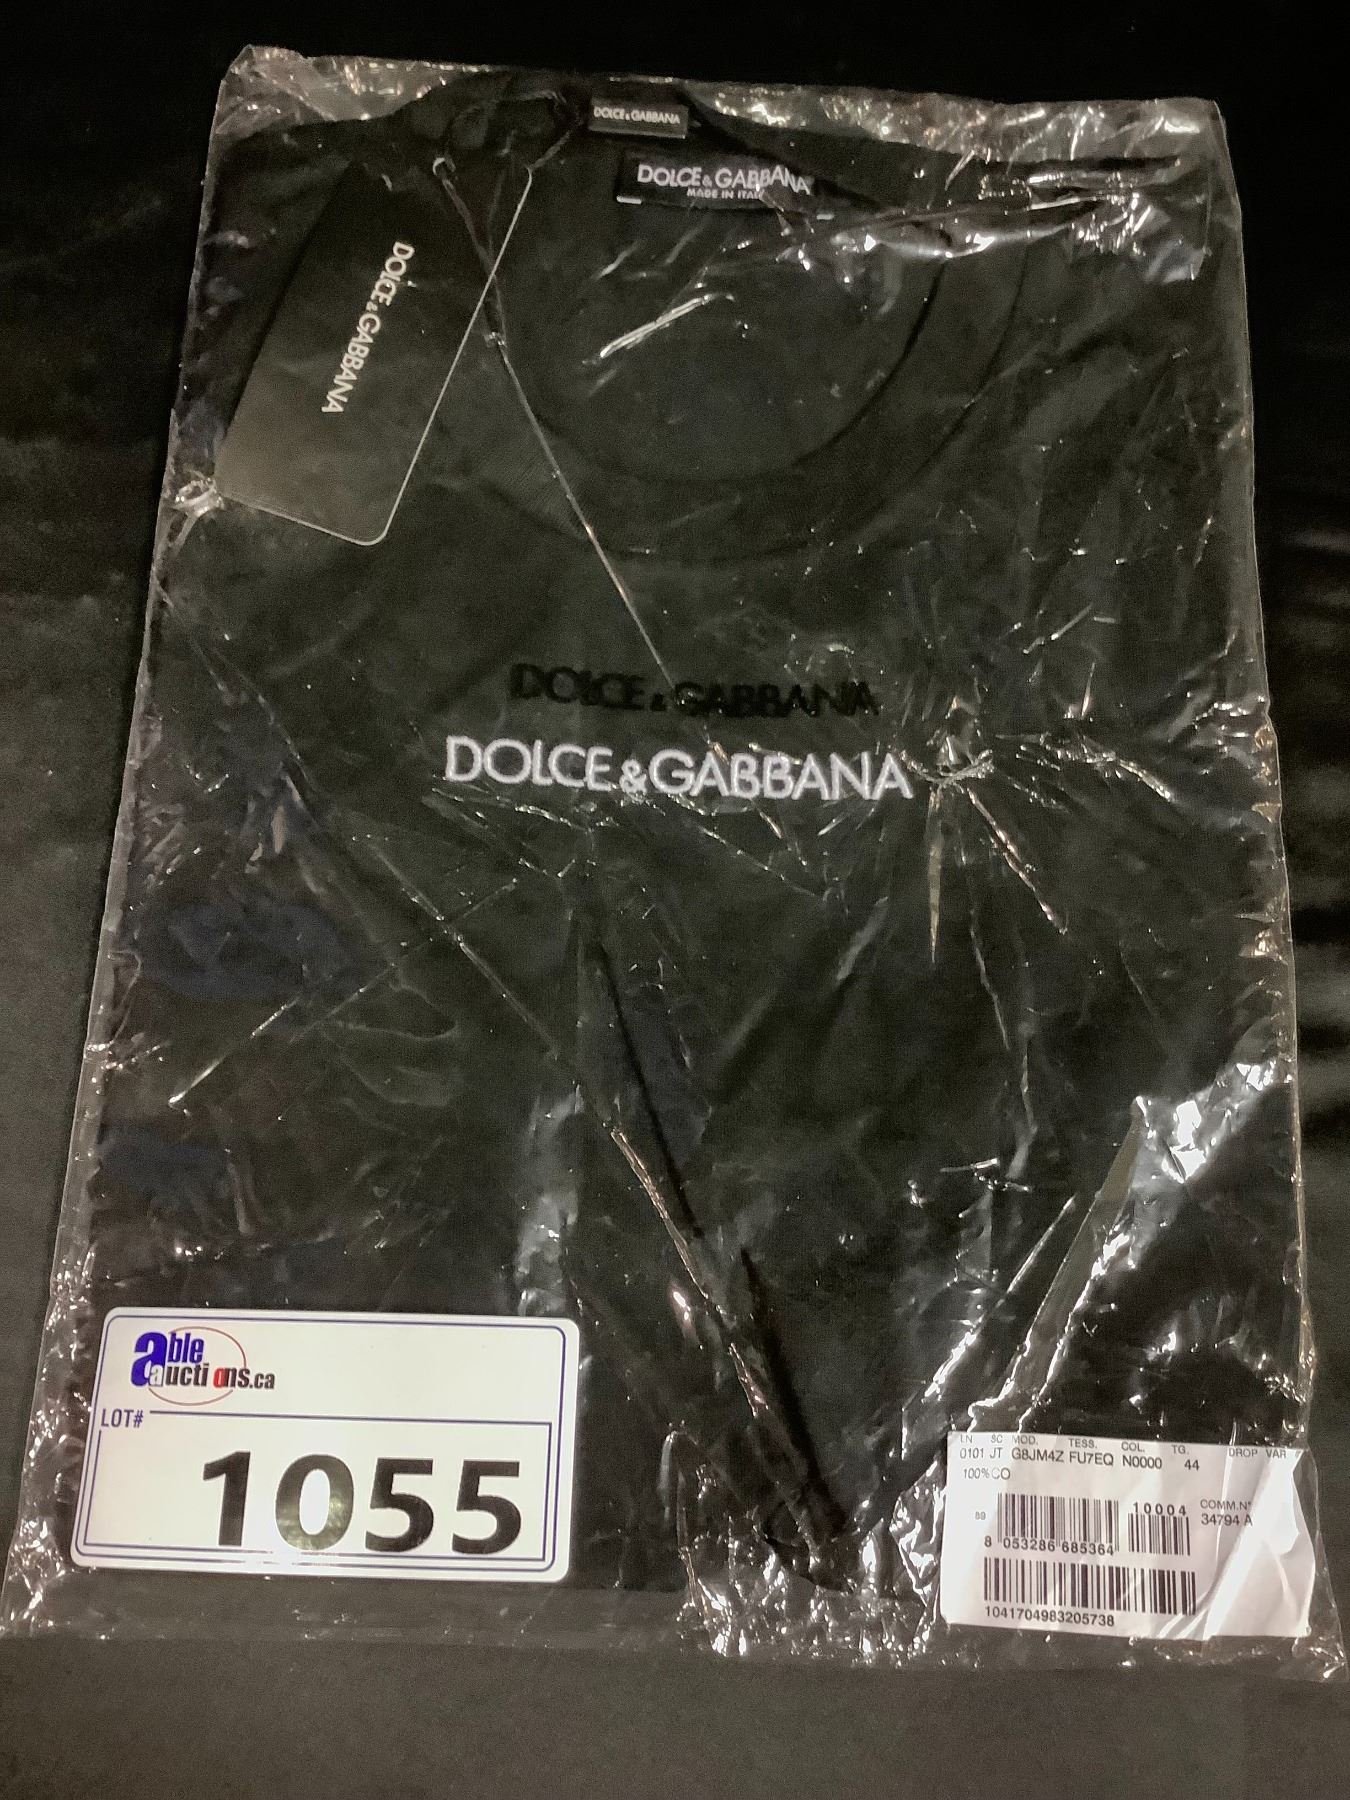 DOLCE & GABBANA
DOLCE & GABBANA
MADE IN ITALY
DOLCE & GABBANA
DOLCE & GABBANA
DOLCE & GABBANA
able auctions.ca
LOT#
1055
LN SC MOD. TESS. COL. TG. DROP VAR
0101 JT G8JM4Z FU7EQ N0000 44
100%CO
89
10004
COMM.N°
34794 A
8 053286 685364
1041704983205738